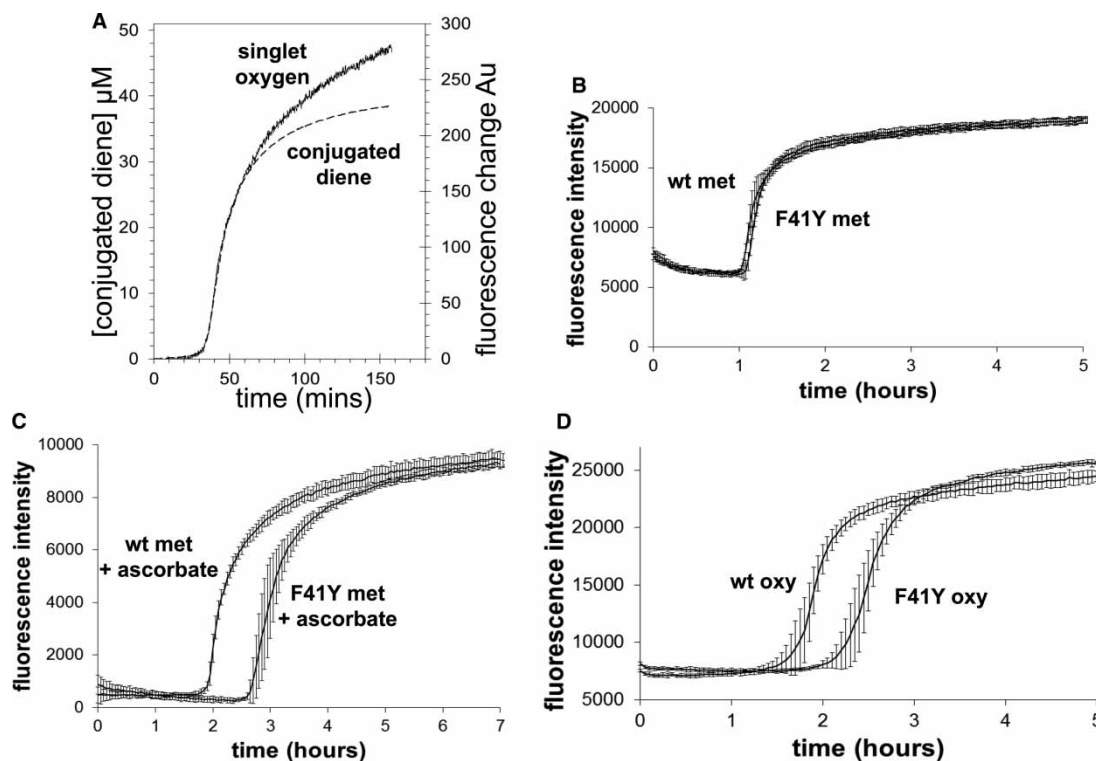 A
[conjugated diene] µM
50
40
30
20
10
0
singlet
oxygen
conjugated
diene
300
250
200
150
100
50
0
fluorescence change Au
0
50
100
150
time (mins)
B
fluorescence intensity
20000
15000
10000
5000
0
wt met
F41Y met
0
1
2
3
4
5
time (hours)
C
fluorescence intensity
10000
8000
6000
4000
2000
0
wt met
+ ascorbate
F41Y met
+ ascorbate
0
1
2
3
4
5
6
7
time (hours)
D
fluorescence intensity
25000
20000
15000
10000
5000
wt oxy
F41Y oxy
0
1
2
3
4
5
time (hours)